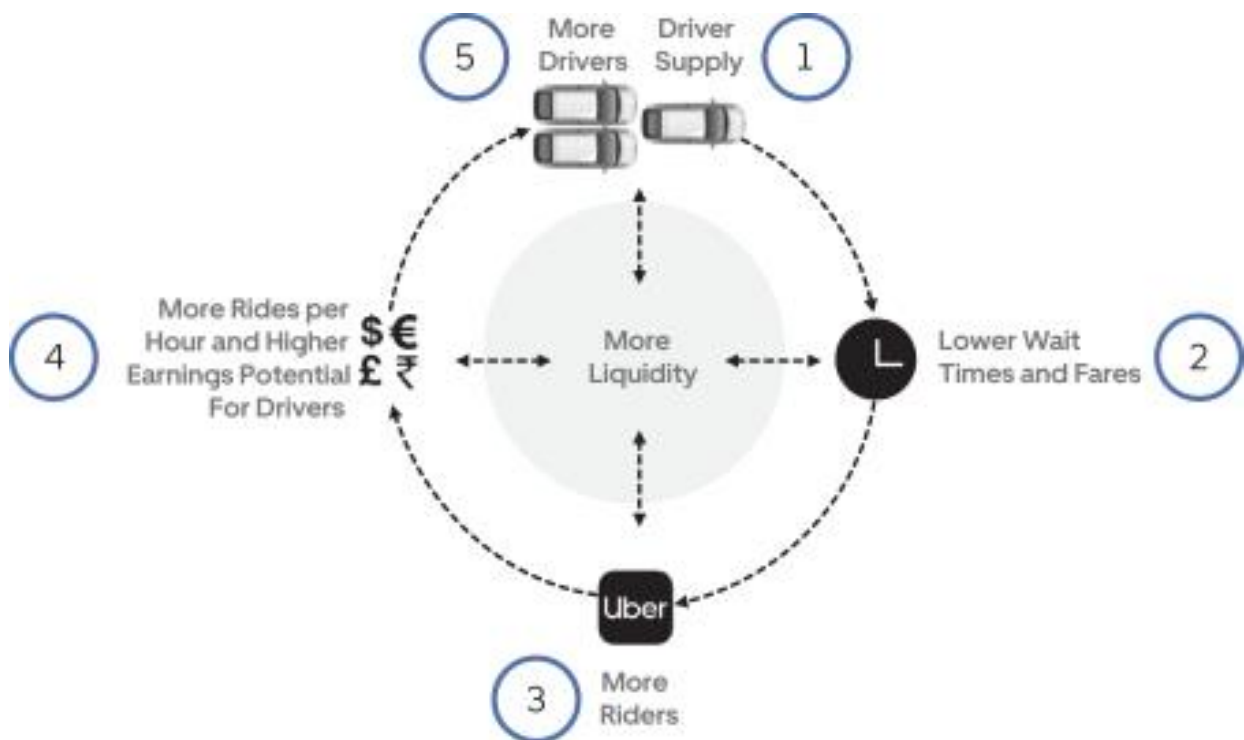 5
More
Drivers
Driver
Supply
1
More Rides per
Hour and Higher
Earnings Potential
For Drivers
4
$ €
£ ₹
More
Liquidity
Lower Wait
Times and Fares
2
Uber
3
More
Riders